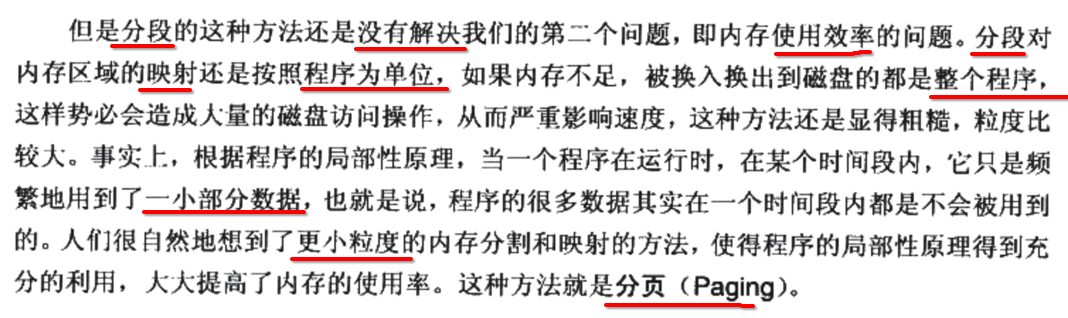 但是分段的这种方法还是没有解决我们的第二个问题，即内存使用效率的问题。分段对
内存区域的映射还是按照程序为单位，如果内存不足，被换入换出到磁盘的都是整个程序，
这样势必会造成大量的磁盘访问操作，从而严重影响速度，这种方法还是显得粗糙，粒度比
较大。事实上，根据程序的局部性原理，当一个程序在运行时，在某个时间段内，它只是频
繁地用到了一小部分数据，也就是说，程序的很多数据其实在一个时间段内都是不会被用到
的。人们很自然地想到了更小粒度的内存分割和映射的方法，使得程序的局部性原理得到充
分的利用，大大提高了内存的使用率。这种方法就是分页（Paging）。